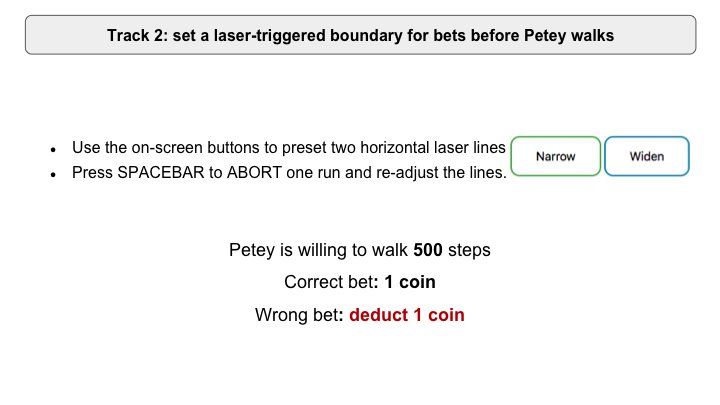 Track 2: set a laser-triggered boundary for bets before Petey walks
• Use the on-screen buttons to preset two horizontal laser lines
Narrow
Widen
• Press SPACEBAR to ABORT one run and re-adjust the lines.
Petey is willing to walk 500 steps
Correct bet: 1 coin
Wrong bet: deduct 1 coin